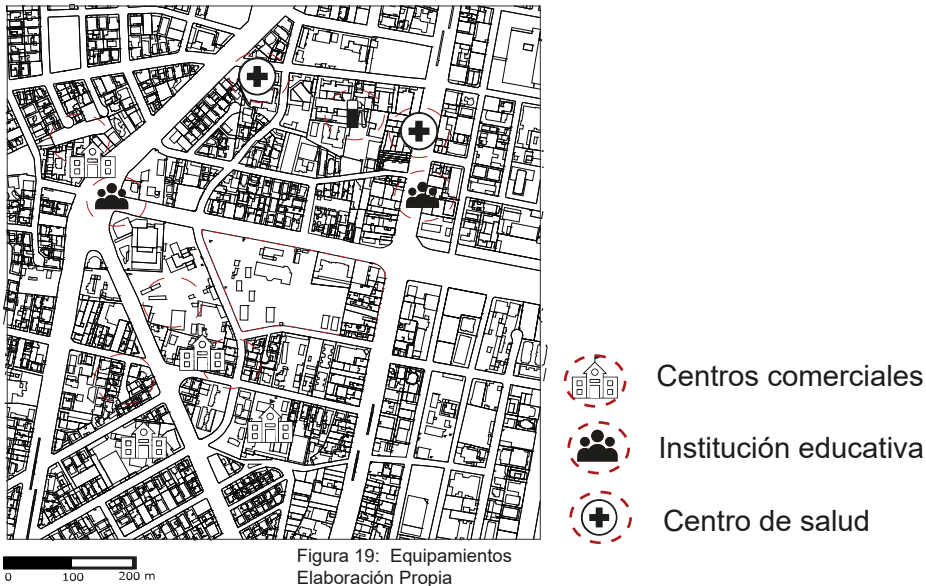 Centros comerciales
Institución educativa
Centro de salud
0 100 200 m
Figura 19: Equipamientos
Elaboración Propia